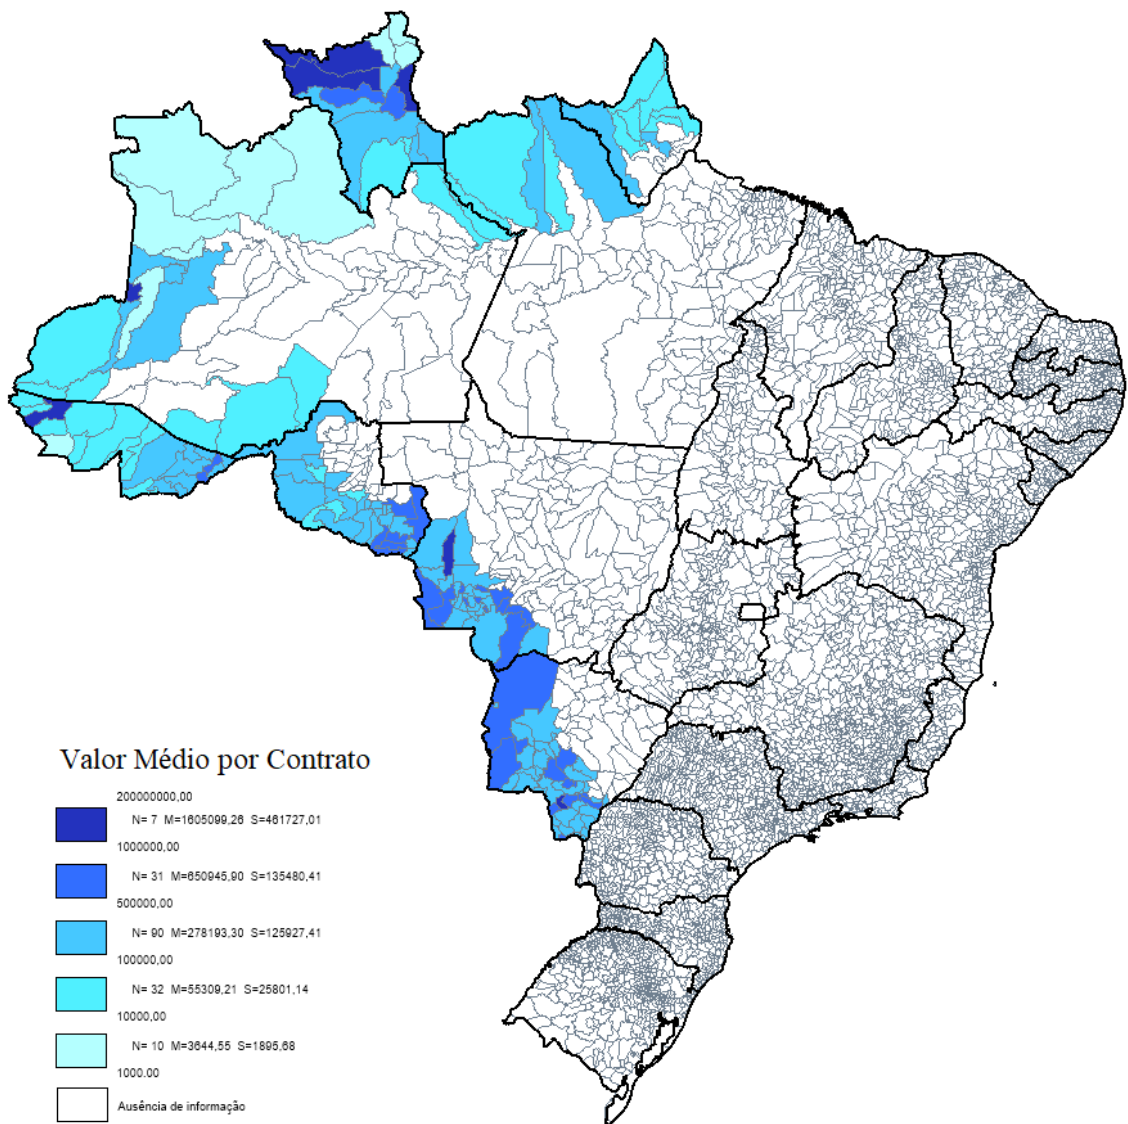 Valor Médio por Contrato
200000000,00
N= 7 M=1605099,26 S=461727,01
1000000,00
N= 31 M=650945,90 S=135480,41
500000,00
N= 90 M=278193,30 S=125927,41
100000,00
N= 32 M=55309,21 S=25801,14
10000,00
N= 10 M=3644,55 S=1895,68
1000.00
Ausência de informação